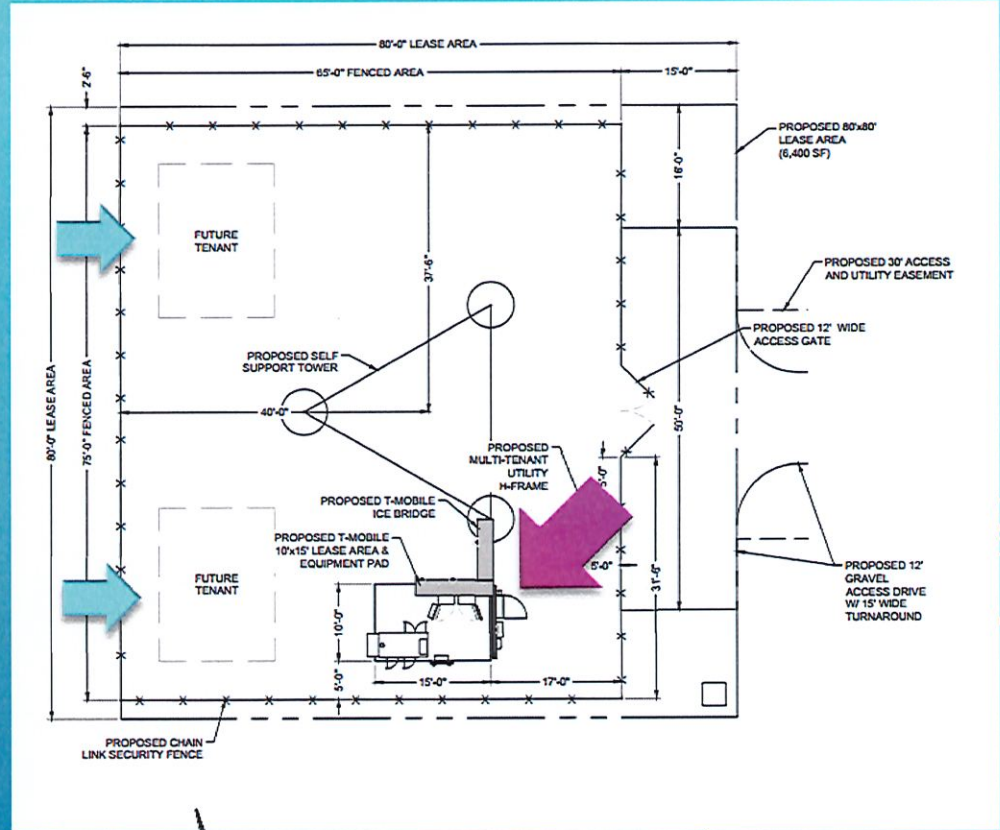 80'-0" LEASE AREA
65'-0" FENCED AREA
15'-0"
2'-6"
PROPOSED 80'x80'
LEASE AREA
(6,400 SF)
16'-0"
FUTURE
TENANT
37'-6"
PROPOSED 30' ACCESS
AND UTILITY EASEMENT
PROPOSED 12' WIDE
ACCESS GATE
PROPOSED SELF
SUPPORT TOWER
80'-0" LEASE AREA
75'-0" FENCED AREA
40'-0"
50'-0"
PROPOSED
MULTI-TENANT
UTILITY
H-FRAME
5'-0"
PROPOSED T-MOBILE
ICE BRIDGE
PROPOSED T-MOBILE
10'x15' LEASE AREA &
EQUIPMENT PAD
5'-0"
31'-6"
FUTURE
TENANT
PROPOSED 12'
GRAVEL
ACCESS DRIVE
W/ 15' WIDE
TURNAROUND
10'-0"
5'-0"
15'-0"
17'-0"
PROPOSED CHAIN
LINK SECURITY FENCE